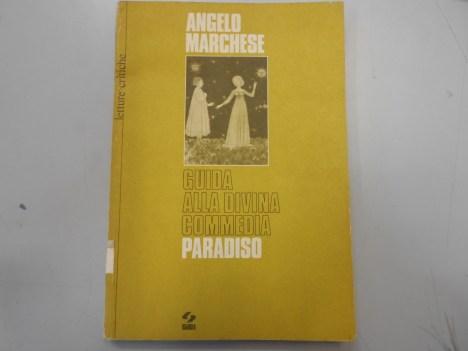 letture critiche
ANGELO
MARCHESE
GUIDA
ALLA DIVINA
COMMEDIA
PARADISO